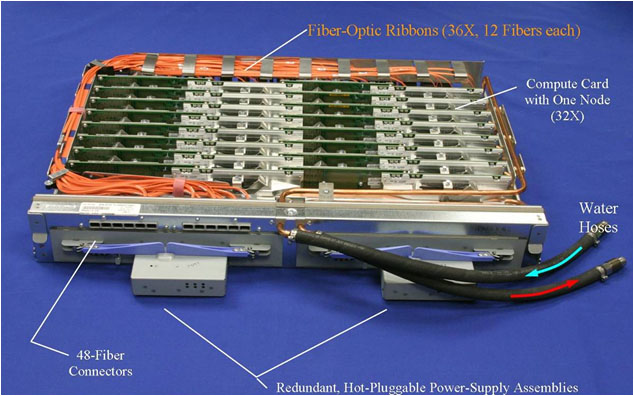 Fiber-Optic Ribbons (36X, 12 Fibers each)
Compute Card
with One Node
(32X)
Water
Hoses
48-Fiber
Connectors
Redundant, Hot-Pluggable Power-Supply Assemblies